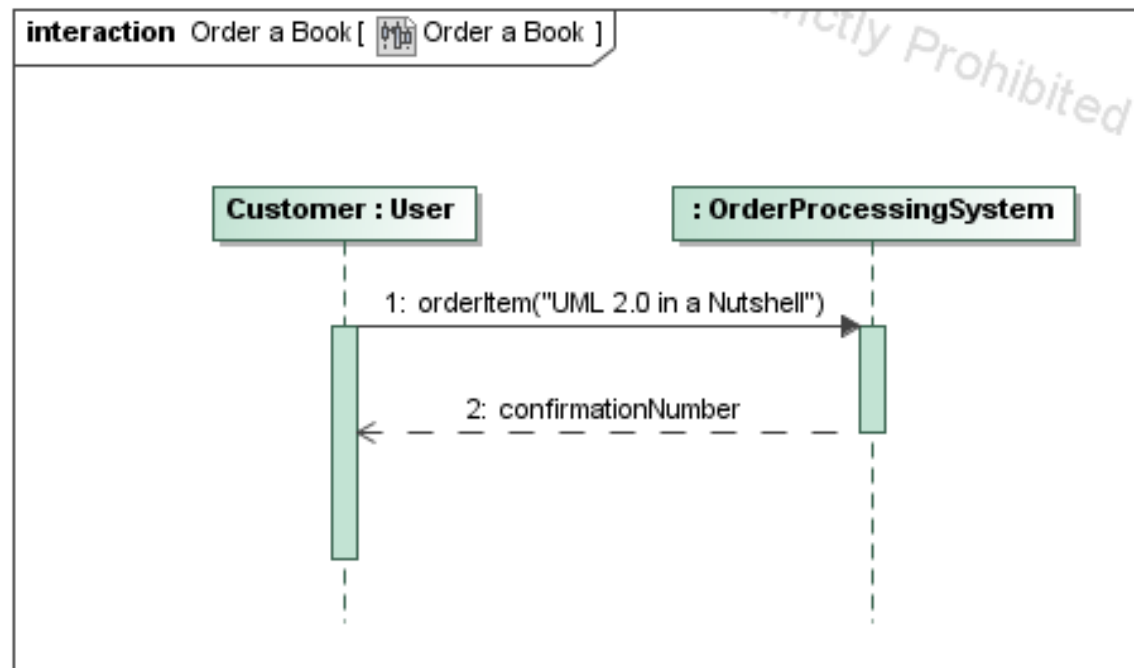 interaction Order a Book [ Order a Book ]
Prohibited
Customer : User
: OrderProcessingSystem
1: orderItem("UML 2.0 in a Nutshell")
2: confirmationNumber